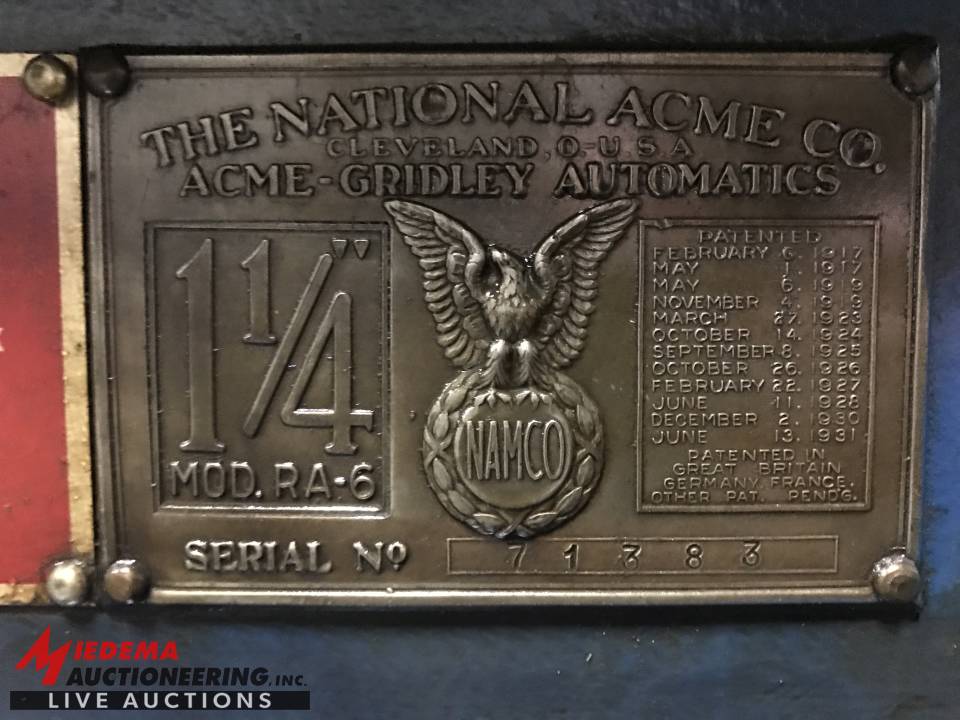 THE NATIONAL ACME CO.
CLEVELAND, O.-U.S.A
ACME-GRIDLEY AUTOMATICS
1 1/4"
MOD. RA-6
NAMCO
PATENTED
FEBRUARY 6. 1917
MAY 1. 1917
MAY 6. 1919
NOVEMBER 4. 1919
MARCH 27. 1923
OCTOBER 14. 1924
SEPTEMBER 8. 1925
OCTOBER 26. 1926
FEBRUARY 22. 1927
JUNE 11. 1928
DECEMBER 2. 1930
JUNE 13. 1931
PATENTED IN
GREAT BRITAIN
GERMANY, FRANCE.
OTHER PAT. PEND'G.
SERIAL Nº 71383
MIEDEMA
AUCTIONEERING, INC.
LIVE AUCTIONS